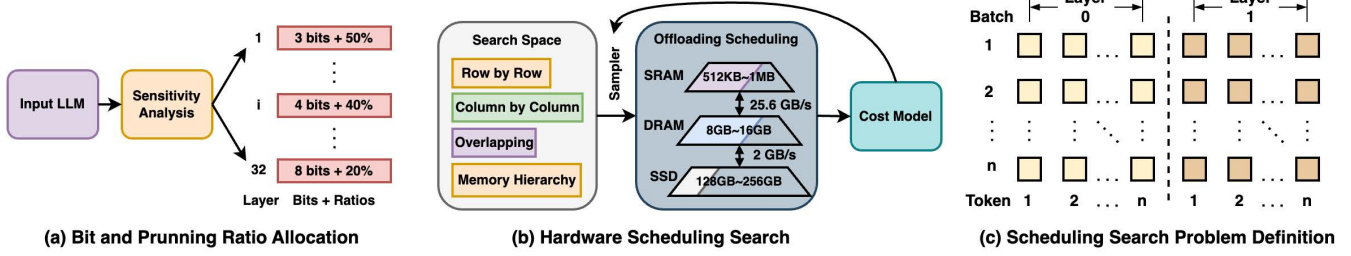 Input LLM
Sensitivity
Analysis
1
3 bits + 50%
i
4 bits + 40%
32
8 bits + 20%
Layer
Bits + Ratios
(a) Bit and Prunning Ratio Allocation
Search Space
Row by Row
Column by Column
Overlapping
Memory Hierarchy
Sampler
Offloading Scheduling
SRAM
512KB~1MB
25.6 GB/s
DRAM
8GB~16GB
2 GB/s
SSD
128GB~256GB
Cost Model
(b) Hardware Scheduling Search
Layer
Layer
Batch
0
1
1
2
n
Token 1 2 ... n 1 2 ... n
(c) Scheduling Search Problem Definition